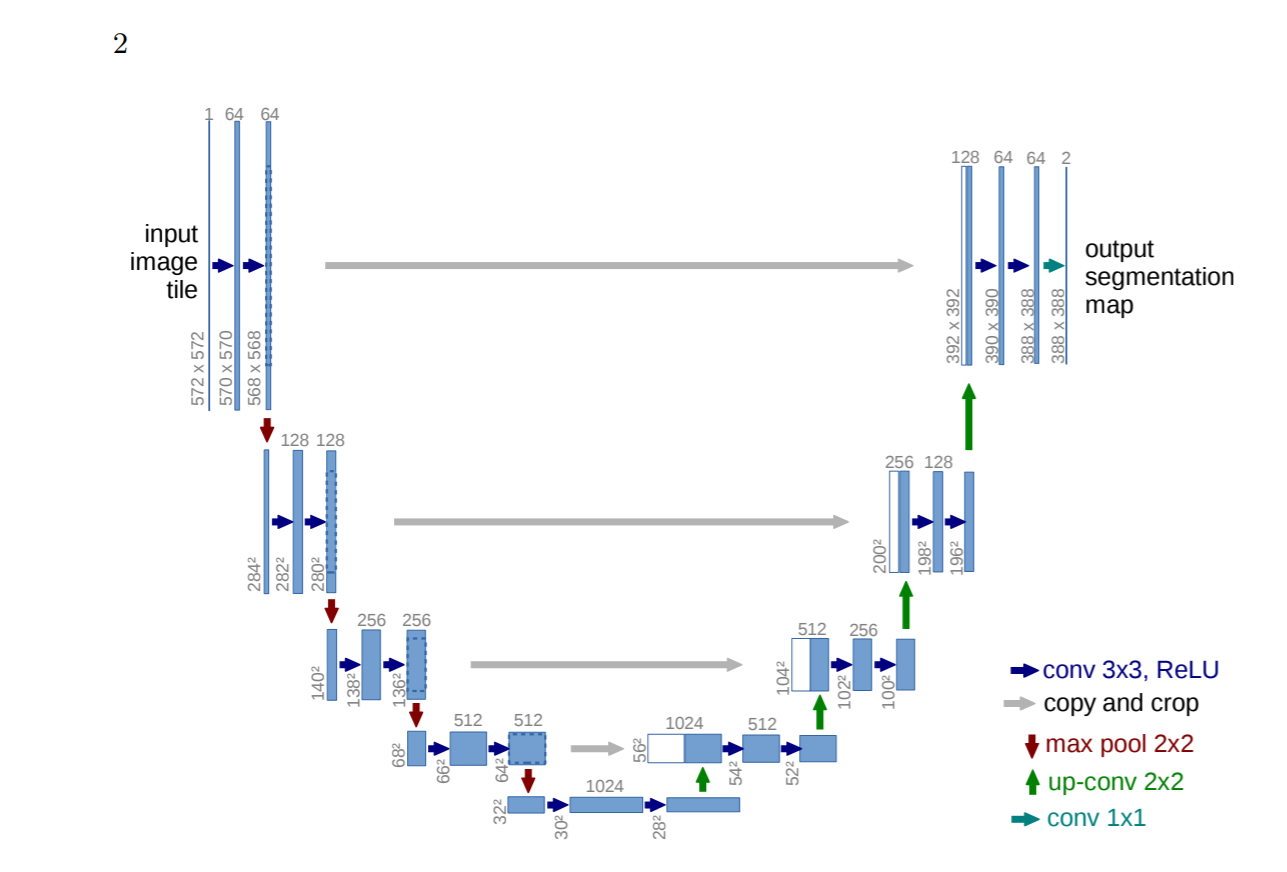 2
1 64 64
128 64 64 2
input
image
tile
output
segmentation
map
572 x 572
570 x 570
568 x 568
392 x 392
390 x 390
388 x 388
388 x 388
128 128
256 128
284²
282²
280²
200²
198²
196²
256 256
512 256
140²
138²
136²
104²
102²
100²
512 512
1024 512
68²
66²
64²
56²
54²
52²
1024
32²
30²
28²
conv 3x3, ReLU
copy and crop
max pool 2x2
up-conv 2x2
conv 1x1